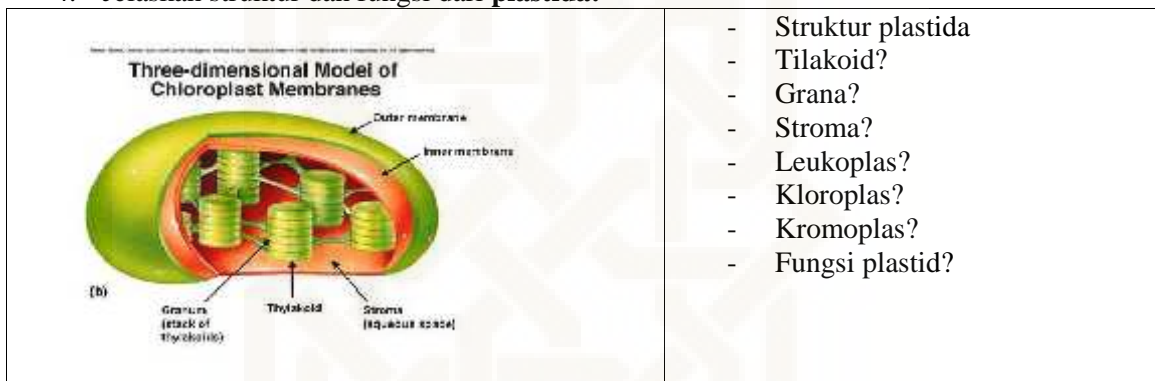 Jelaskan struktur dan fungsi dari plastida!
Three-dimensional Model of
Chloroplast Membranes
Outer membrane
Inner membrane
(b)
Granum
(stack of
thylakoids)
Thylakoid
Stroma
(aqueous space)
- Struktur plastida
- Tilakoid?
- Grana?
- Stroma?
- Leukoplas?
- Kloroplas?
- Kromoplas?
- Fungsi plastid?